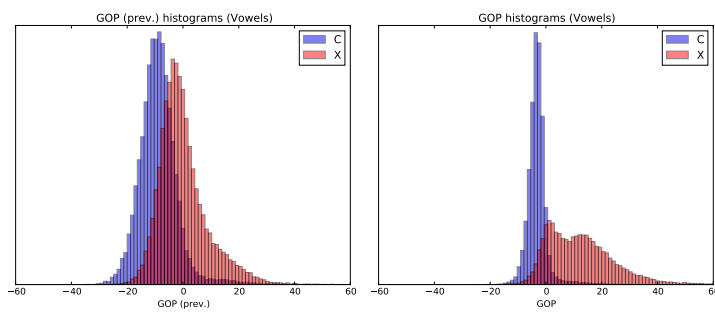 GOP (prev.) histograms (Vowels)
C
X
−60 −40 −20 0 20 40 60
GOP (prev.)
GOP histograms (Vowels)
C
X
−60 −40 −20 0 20 40 60
GOP